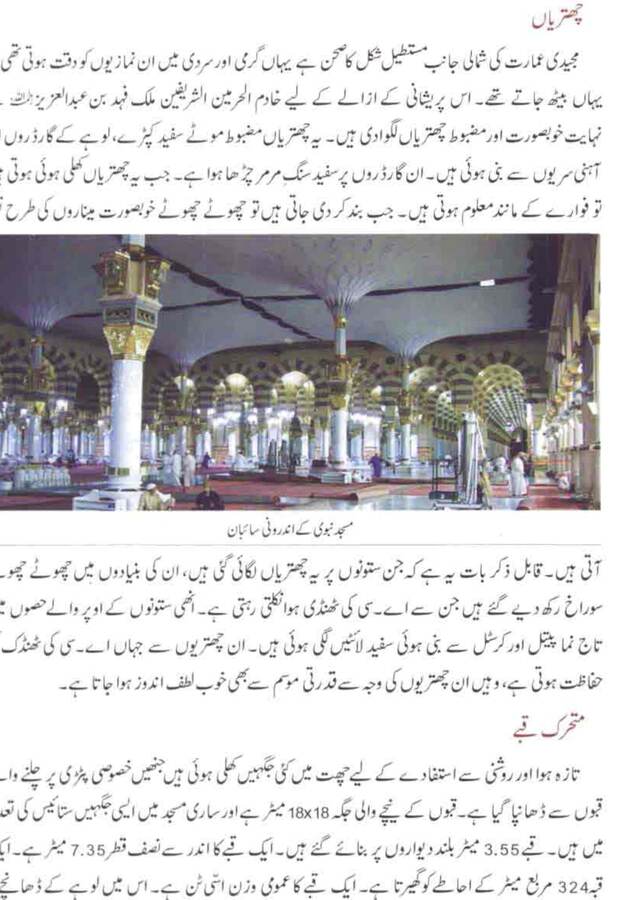 چھتریاں
مجیدی عمارت کی شمالی جانب مستطیل شکل کا صحن ہے یہاں گرمی اور سردی میں ان نمازیوں کو دقت ہوتی تھی
یہاں بیٹھ جاتے تھے۔ اس پریشانی کے ازالے کے لیے خادم الحرمین الشریفین ملک فہد بن عبدالعزیز
نہایت خوبصورت اور مضبوط چھتریاں لگوا دی ہیں۔ یہ چھتریاں مضبوط موٹے سفید کپڑے، لوہے کے گارڈروں
آہنی سریوں سے بنی ہوئی ہیں۔ ان گارڈروں پر سفید سنگِ مرمر چڑھا ہوا ہے۔ جب یہ چھتریاں کھلی ہوئی ہوتی
تو فوارے کے مانند معلوم ہوتی ہیں۔ جب بند کر دی جاتی ہیں تو چھوٹے چھوٹے خوبصورت میناروں کی طرح
مسجد نبوی کے اندرونی سائبان
آتی ہیں۔ قابل ذکر بات یہ ہے کہ جن ستونوں پر یہ چھتریاں لگائی گئی ہیں، ان کی بنیادوں میں چھوٹے
سوراخ رکھ دیے گئے ہیں جن سے اے۔سی کی ٹھنڈی ہوا نکلتی رہتی ہے۔ انھی ستونوں کے اوپر والے حصوں
تاج نما پیتل اور کرسٹل سے بنی ہوئی سفید لائٹیں لگی ہوئی ہیں۔ ان چھتریوں سے جہاں اے۔سی کی ٹھنڈک
حفاظت ہوتی ہے، وہیں ان چھتریوں کی وجہ سے قدرتی موسم سے بھی خوب لطف اندوز ہوا جاتا ہے۔
متحرک قبے
تازہ ہوا اور روشنی سے استفادے کے لیے چھت میں کئی جگہیں کھلی ہوئی ہیں جنھیں خصوصی پٹڑی پر چلنے
قبوں سے ڈھانپا گیا ہے۔ قبوں کے نیچے والی جگہ 18x18 میٹر ہے اور ساری مسجد میں ایسی جگہیں ستائیس کی
میں ہیں۔ قبے 3.55 میٹر بلند دیواروں پر بنائے گئے ہیں۔ ایک قبے کا اندر سے نصف قطر 7.35 میٹر ہے۔
قبہ 324 مربع میٹر کے احاطے کو گھیرتا ہے۔ ایک قبے کا عمومی وزن اسّی ٹن ہے۔ اس میں لوہے کے ڈھانچے